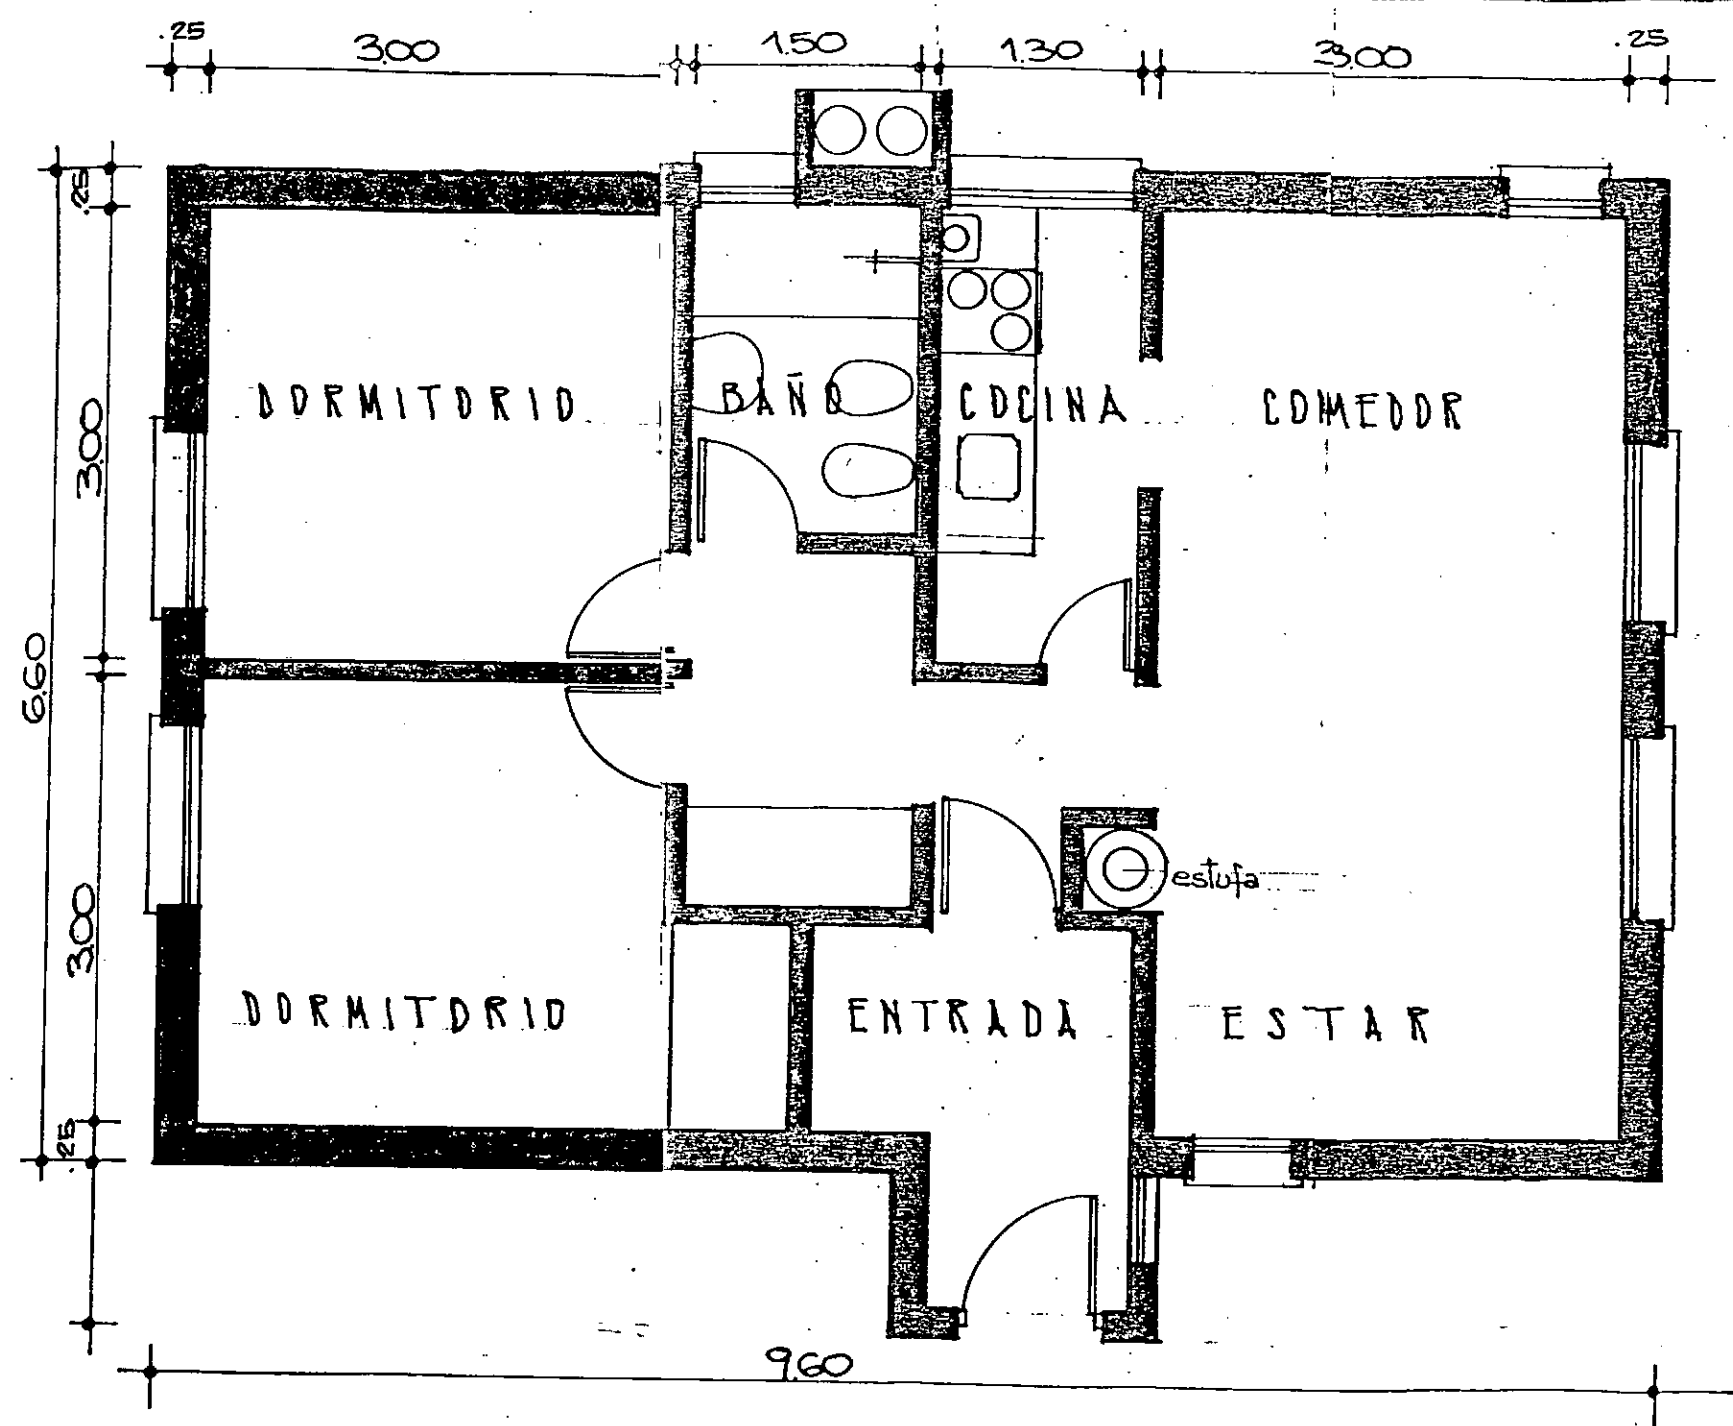 .25 3.00 1.50 1.30 3.00 .25
.25
DORMITORIO BAÑO COCINA COMEDOR
3.00
6.60
estufa
3.00
DORMITORIO ENTRADA ESTAR
.25
9.60